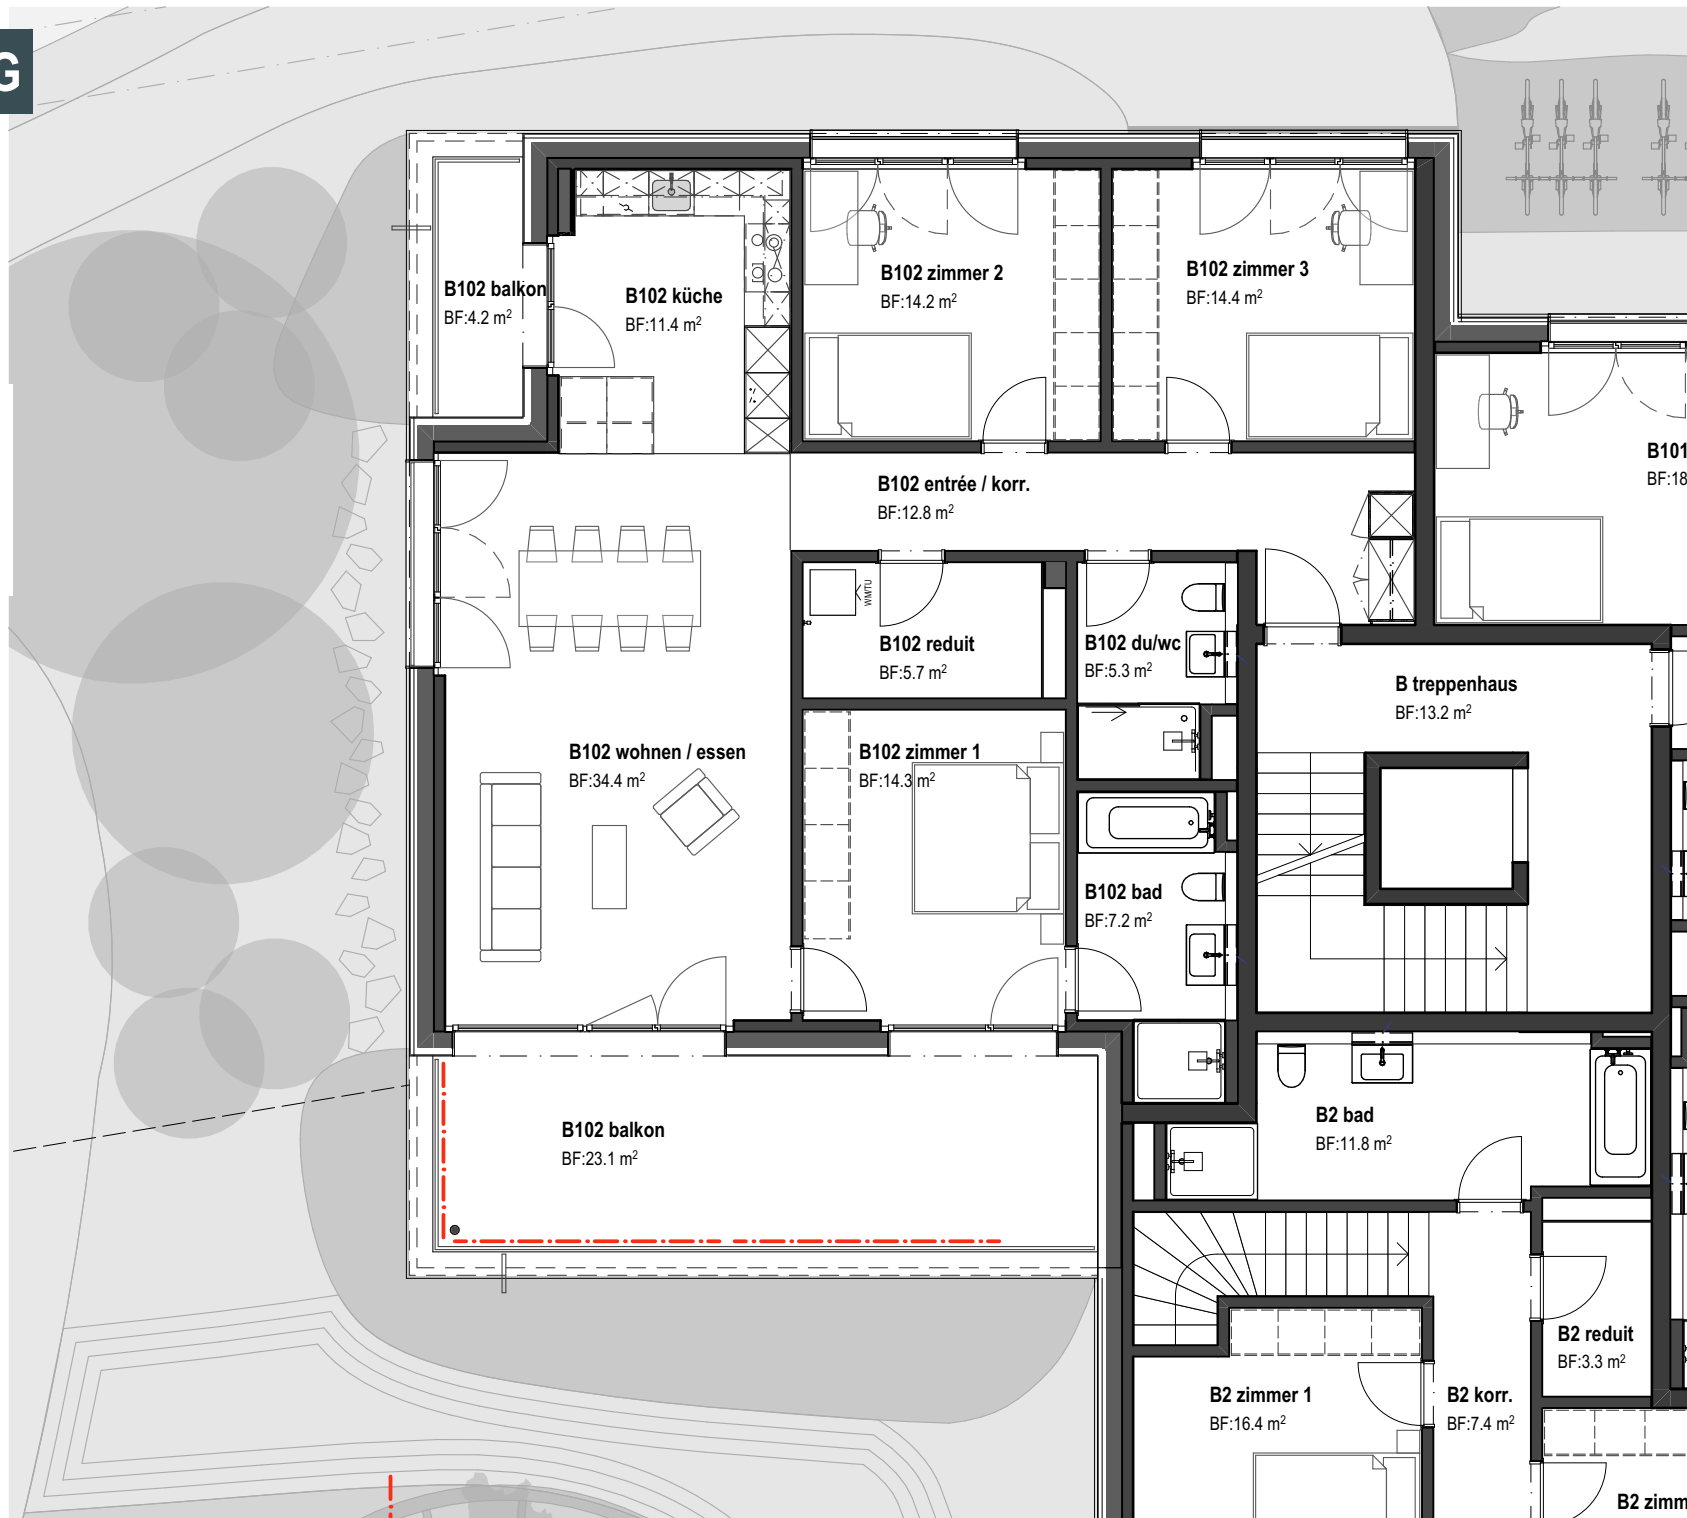 G
B102 balkon
BF:4.2 m²
B102 küche
BF:11.4 m²
B102 zimmer 2
BF:14.2 m²
B102 zimmer 3
BF:14.4 m²
B101
BF:18
B102 entrée / korr.
BF:12.8 m²
WM/TU
B102 reduit
BF:5.7 m²
B102 du/wc
BF:5.3 m²
B treppenhaus
BF:13.2 m²
B102 wohnen / essen
BF:34.4 m²
B102 zimmer 1
BF:14.3 m²
B102 bad
BF:7.2 m²
B102 balkon
BF:23.1 m²
B2 bad
BF:11.8 m²
B2 reduit
BF:3.3 m²
B2 zimmer 1
BF:16.4 m²
B2 korr.
BF:7.4 m²
B2 zimm